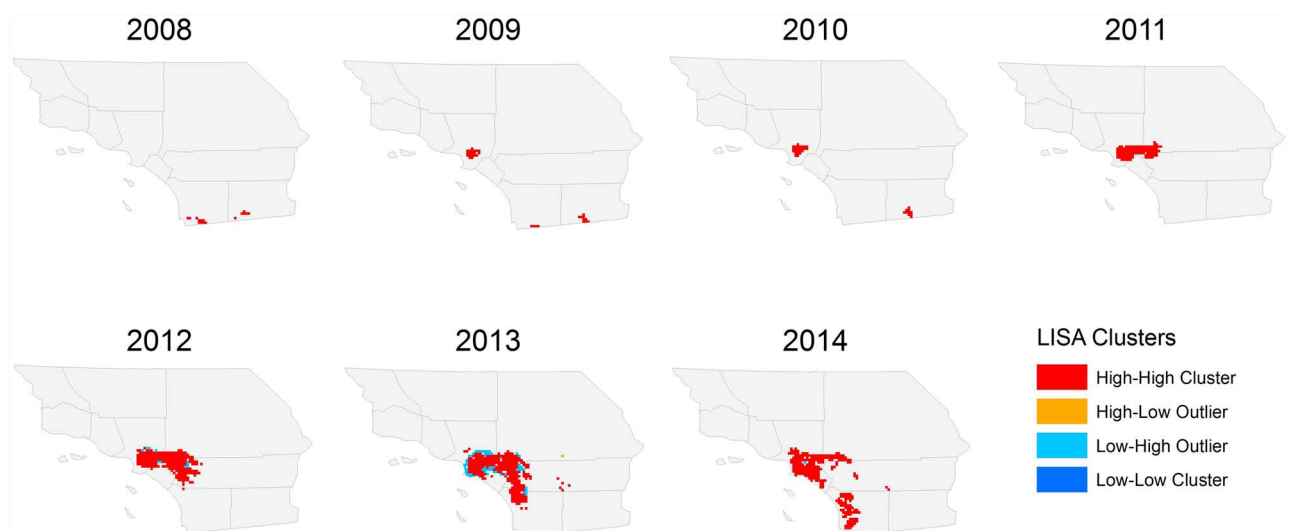 2008
2009
2010
2011
2012
2013
2014
LISA Clusters
High-High Cluster
High-Low Outlier
Low-High Outlier
Low-Low Cluster